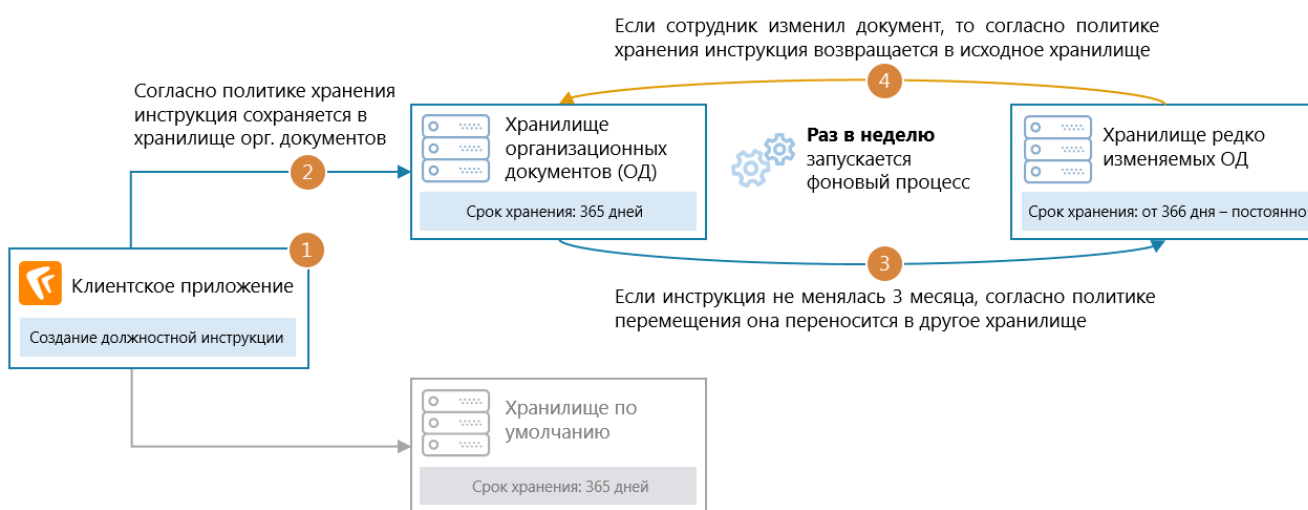 Если сотрудник изменил документ, то согласно политике
хранения инструкция возвращается в исходное хранилище
4
Согласно политике хранения
инструкция сохраняется в
хранилище орг. документов
2
Хранилище
организационных
документов (ОД)
Срок хранения: 365 дней
Раз в неделю
запускается
фоновый процесс
Хранилище редко
изменяемых ОД
Срок хранения: от 366 дня – постоянно
1
Клиентское приложение
Создание должностной инструкции
3
Если инструкция не менялась 3 месяца, согласно политике
перемещения она переносится в другое хранилище
Хранилище по
умолчанию
Срок хранения: 365 дней